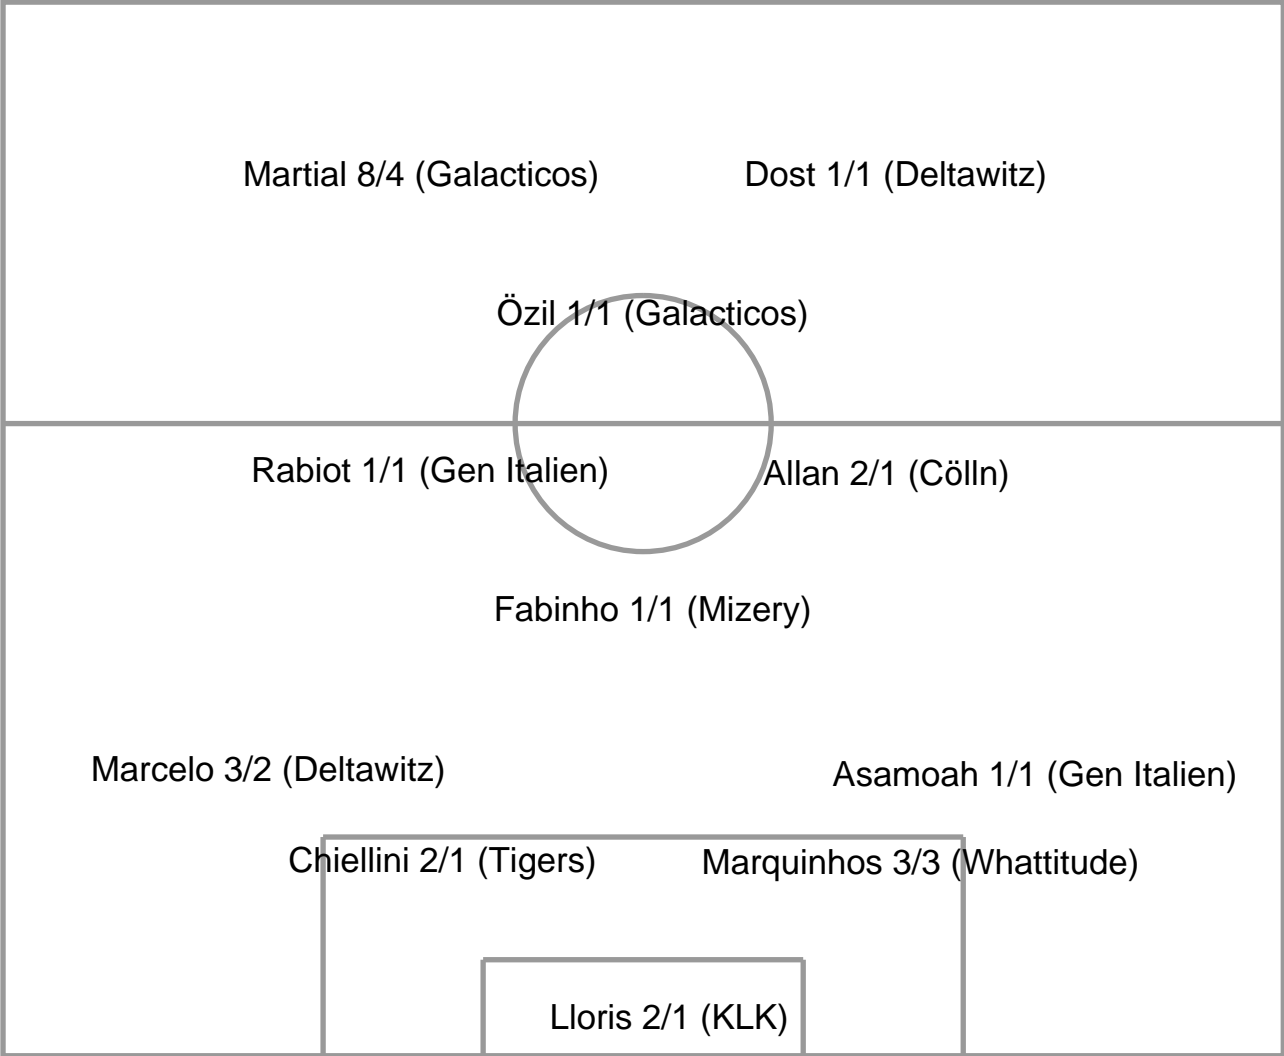 Martial 8/4 (Galacticos)
Dost 1/1 (Deltawitz)
Özil 1/1 (Galacticos)
Rabiot 1/1 (Gen Italien)
Allan 2/1 (Cölln)
Fabinho 1/1 (Mizery)
Marcelo 3/2 (Deltawitz)
Asamoah 1/1 (Gen Italien)
Chiellini 2/1 (Tigers)
Marquinhos 3/3 (Whattitude)
Lloris 2/1 (KLK)